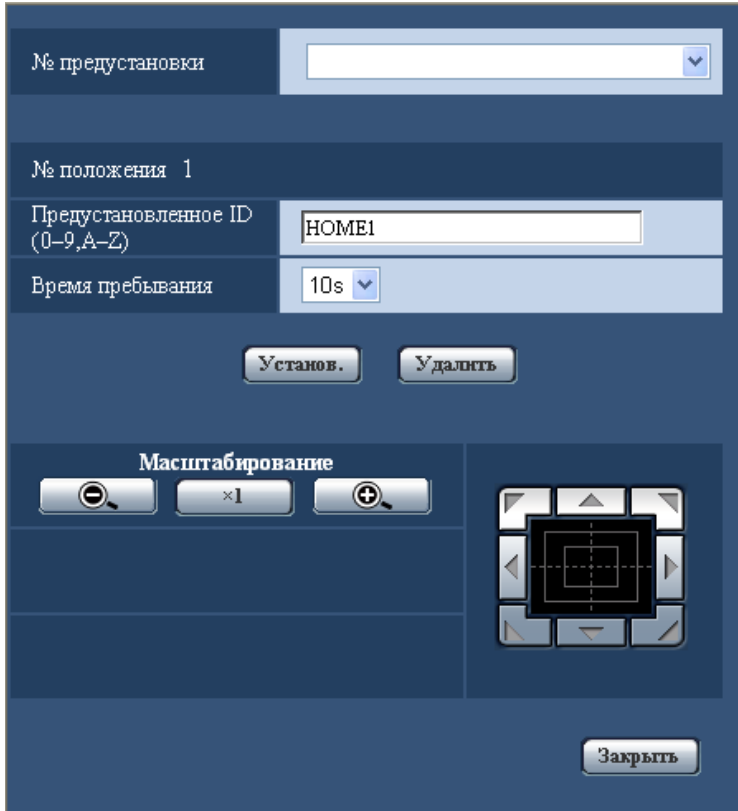 № предустановки
№ положения 1
Предустановленное ID
(0–9,A–Z)
HOME1
Время пребывания
10s
Установ.
Удалить
Масштабирование
×1
Закрыть